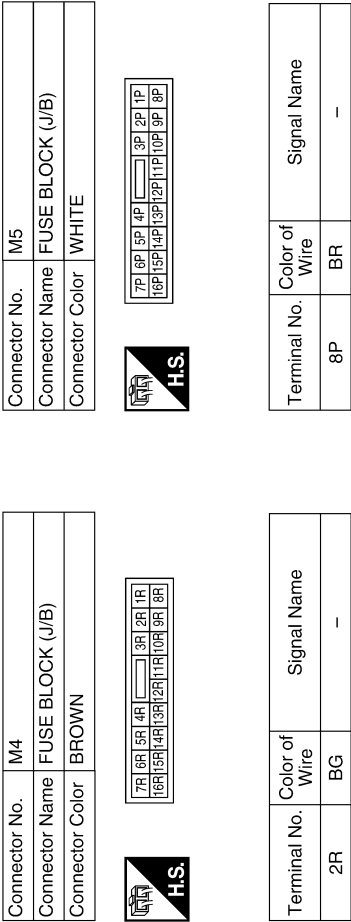 Connector No. M4
Connector Name FUSE BLOCK (J/B)
Connector Color BROWN
7R 6R 5R 4R 3R 2R 1R
16R 15R 14R 13R 12R 11R 10R 9R 8R
H.S.
Terminal No. Color of Wire Signal Name
2R BG –
Connector No. M5
Connector Name FUSE BLOCK (J/B)
Connector Color WHITE
7P 6P 5P 4P 3P 2P 1P
16P 15P 14P 13P 12P 11P 10P 9P 8P
H.S.
Terminal No. Color of Wire Signal Name
8P BR –